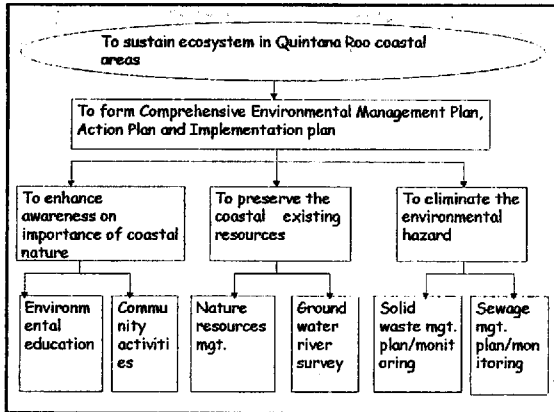 To sustain ecosystem in Quintana Roo coastal
areas
To form Comprehensive Environmental Management Plan,
Action Plan and Implementation plan
To enhance
awareness on
importance of coastal
nature
To preserve the
coastal existing
resources
To eliminate the
environmental
hazard
Environm
ental
education
Comm
unity
activiti
es
Nature
resources
mgt.
Ground
water
river
survey
Solid
waste mgt.
plan/monit
oring
Sewage
mgt.
plan/mon
itoring